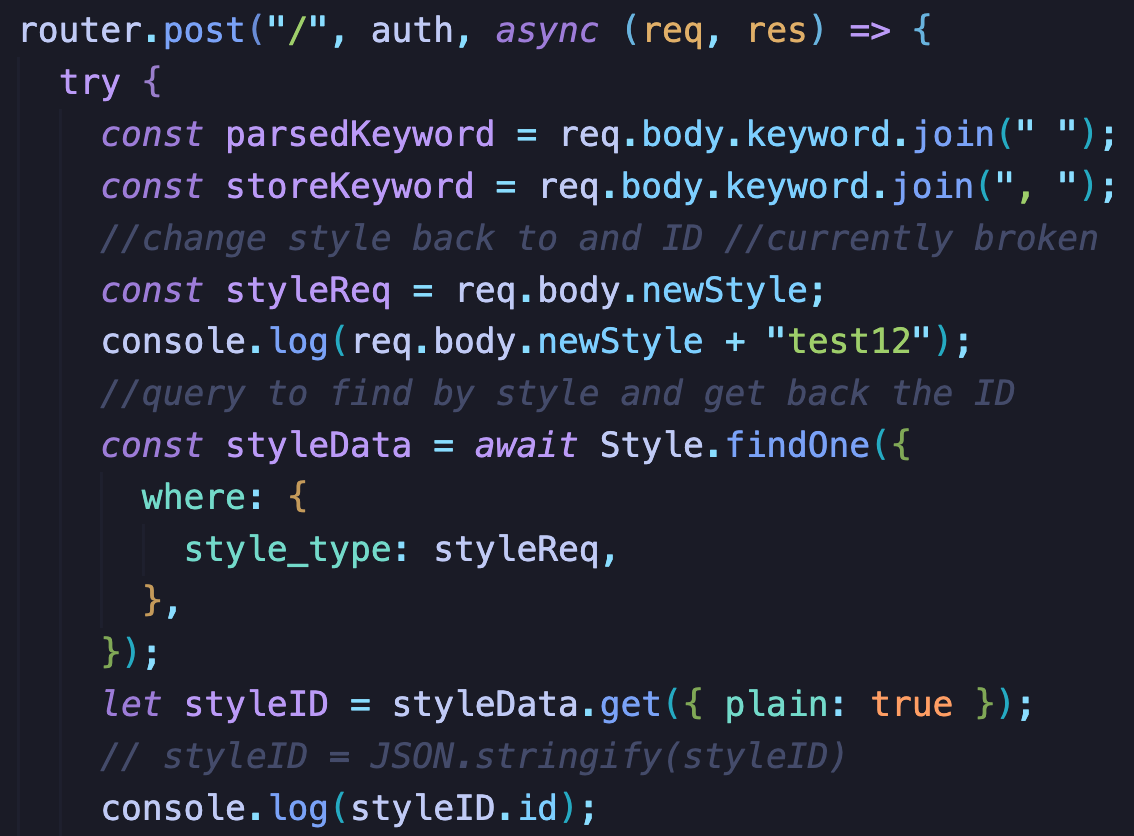 router.post("/", auth, async (req, res) => {
try {
const parsedKeyword = req.body.keyword.join(" ");
const storeKeyword = req.body.keyword.join(", ");
//change style back to and ID //currently broken
const styleReq = req.body.newStyle;
console.log(req.body.newStyle + "test12");
//query to find by style and get back the ID
const styleData = await Style.findOne({
where: {
style_type: styleReq,
},
});
let styleID = styleData.get({ plain: true });
// styleID = JSON.stringify(styleID)
console.log(styleID.id);